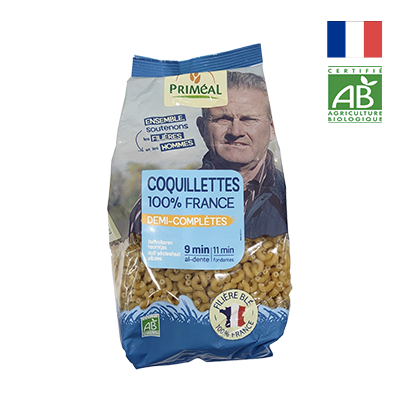 PRIMÉAL
CERTIFIÉ
AB
AGRICULTURE
BIOLOGIQUE
ENSEMBLE,
soutenons
les FILIÈRES
et les HOMMES
COQUILLETTES
100% FRANCE
DEMI-COMPLÈTES
9 min
al-dente
11 min
fondantes
FILIÈRE BLÉ
100% FRANCE
AB